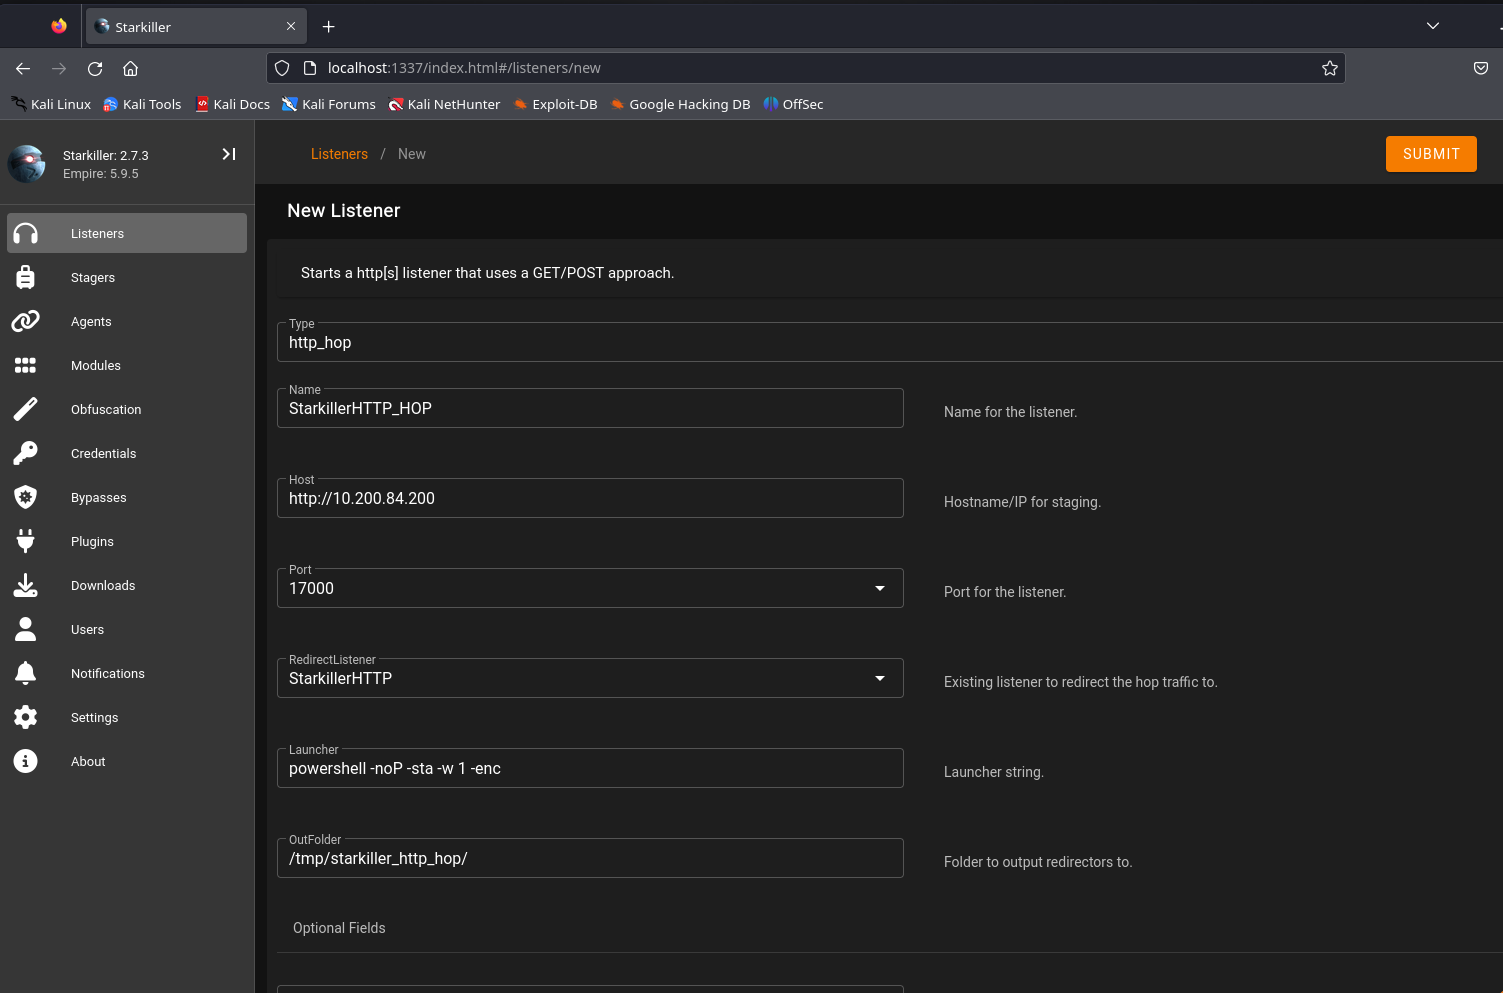 Starkiller
localhost:1337/index.html#/listeners/new
Kali Linux Kali Tools Kali Docs Kali Forums Kali NetHunter Exploit-DB Google Hacking DB OffSec
Starkiller: 2.7.3
Empire: 5.9.5
Listeners / New
SUBMIT
Listeners
Stagers
Agents
Modules
Obfuscation
Credentials
Bypasses
Plugins
Downloads
Users
Notifications
Settings
About
New Listener
Starts a http[s] listener that uses a GET/POST approach.
Type
http_hop
Name
StarkillerHTTP_HOP
Name for the listener.
Host
http://10.200.84.200
Hostname/IP for staging.
Port
17000
Port for the listener.
RedirectListener
StarkillerHTTP
Existing listener to redirect the hop traffic to.
Launcher
powershell -noP -sta -w 1 -enc
Launcher string.
OutFolder
/tmp/starkiller_http_hop/
Folder to output redirectors to.
Optional Fields